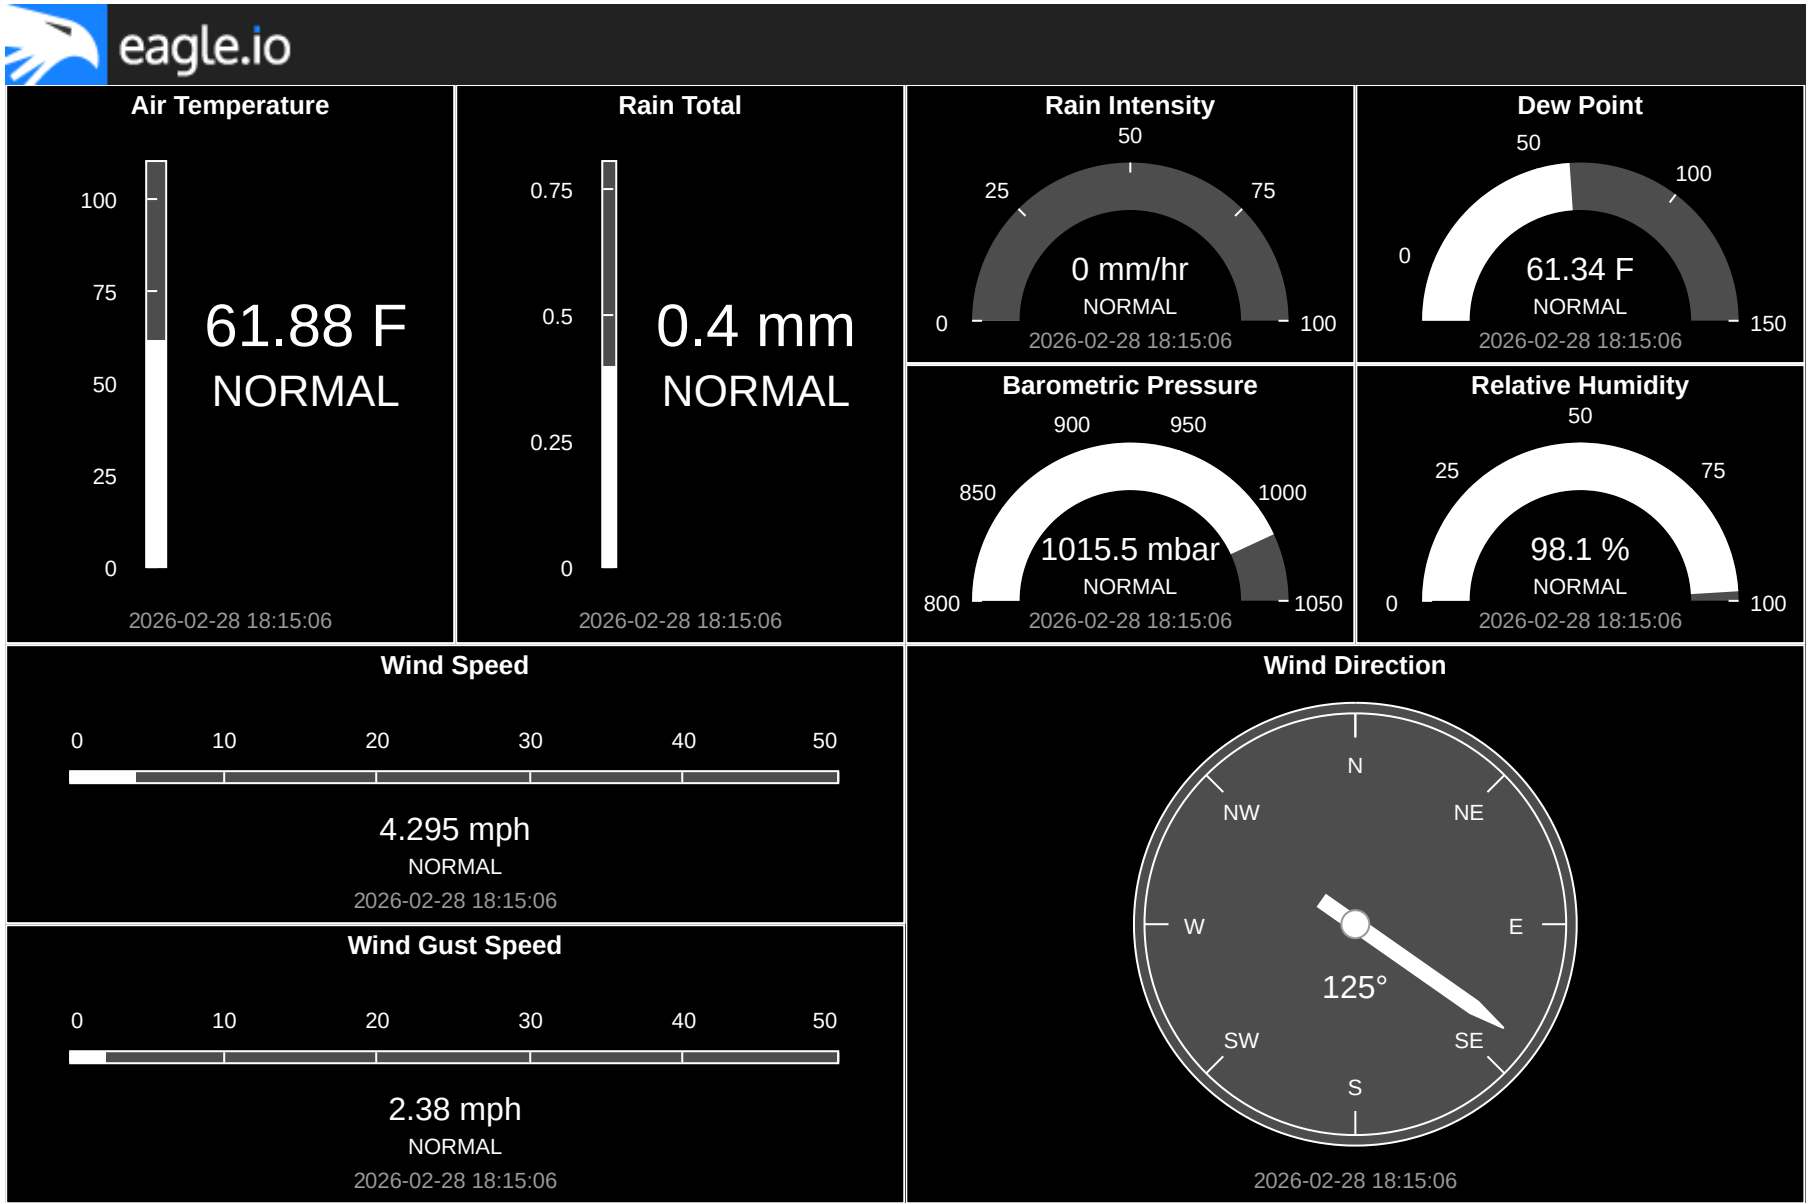 eagle.io
Air Temperature
100
75
50
25
0
61.88 F
NORMAL
2026-02-28 18:15:06
Rain Total
0.75
0.5
0.25
0
0.4 mm
NORMAL
2026-02-28 18:15:06
Rain Intensity
0
25
50
75
100
0 mm/hr
NORMAL
2026-02-28 18:15:06
Dew Point
0
50
100
150
61.34 F
NORMAL
2026-02-28 18:15:06
Barometric Pressure
800
850
900
950
1000
1050
1015.5 mbar
NORMAL
2026-02-28 18:15:06
Relative Humidity
0
25
50
75
100
98.1 %
NORMAL
2026-02-28 18:15:06
Wind Speed
0 10 20 30 40 50
4.295 mph
NORMAL
2026-02-28 18:15:06
Wind Gust Speed
0 10 20 30 40 50
2.38 mph
NORMAL
2026-02-28 18:15:06
Wind Direction
N
NW NE
W E
125°
SW SE
S
2026-02-28 18:15:06